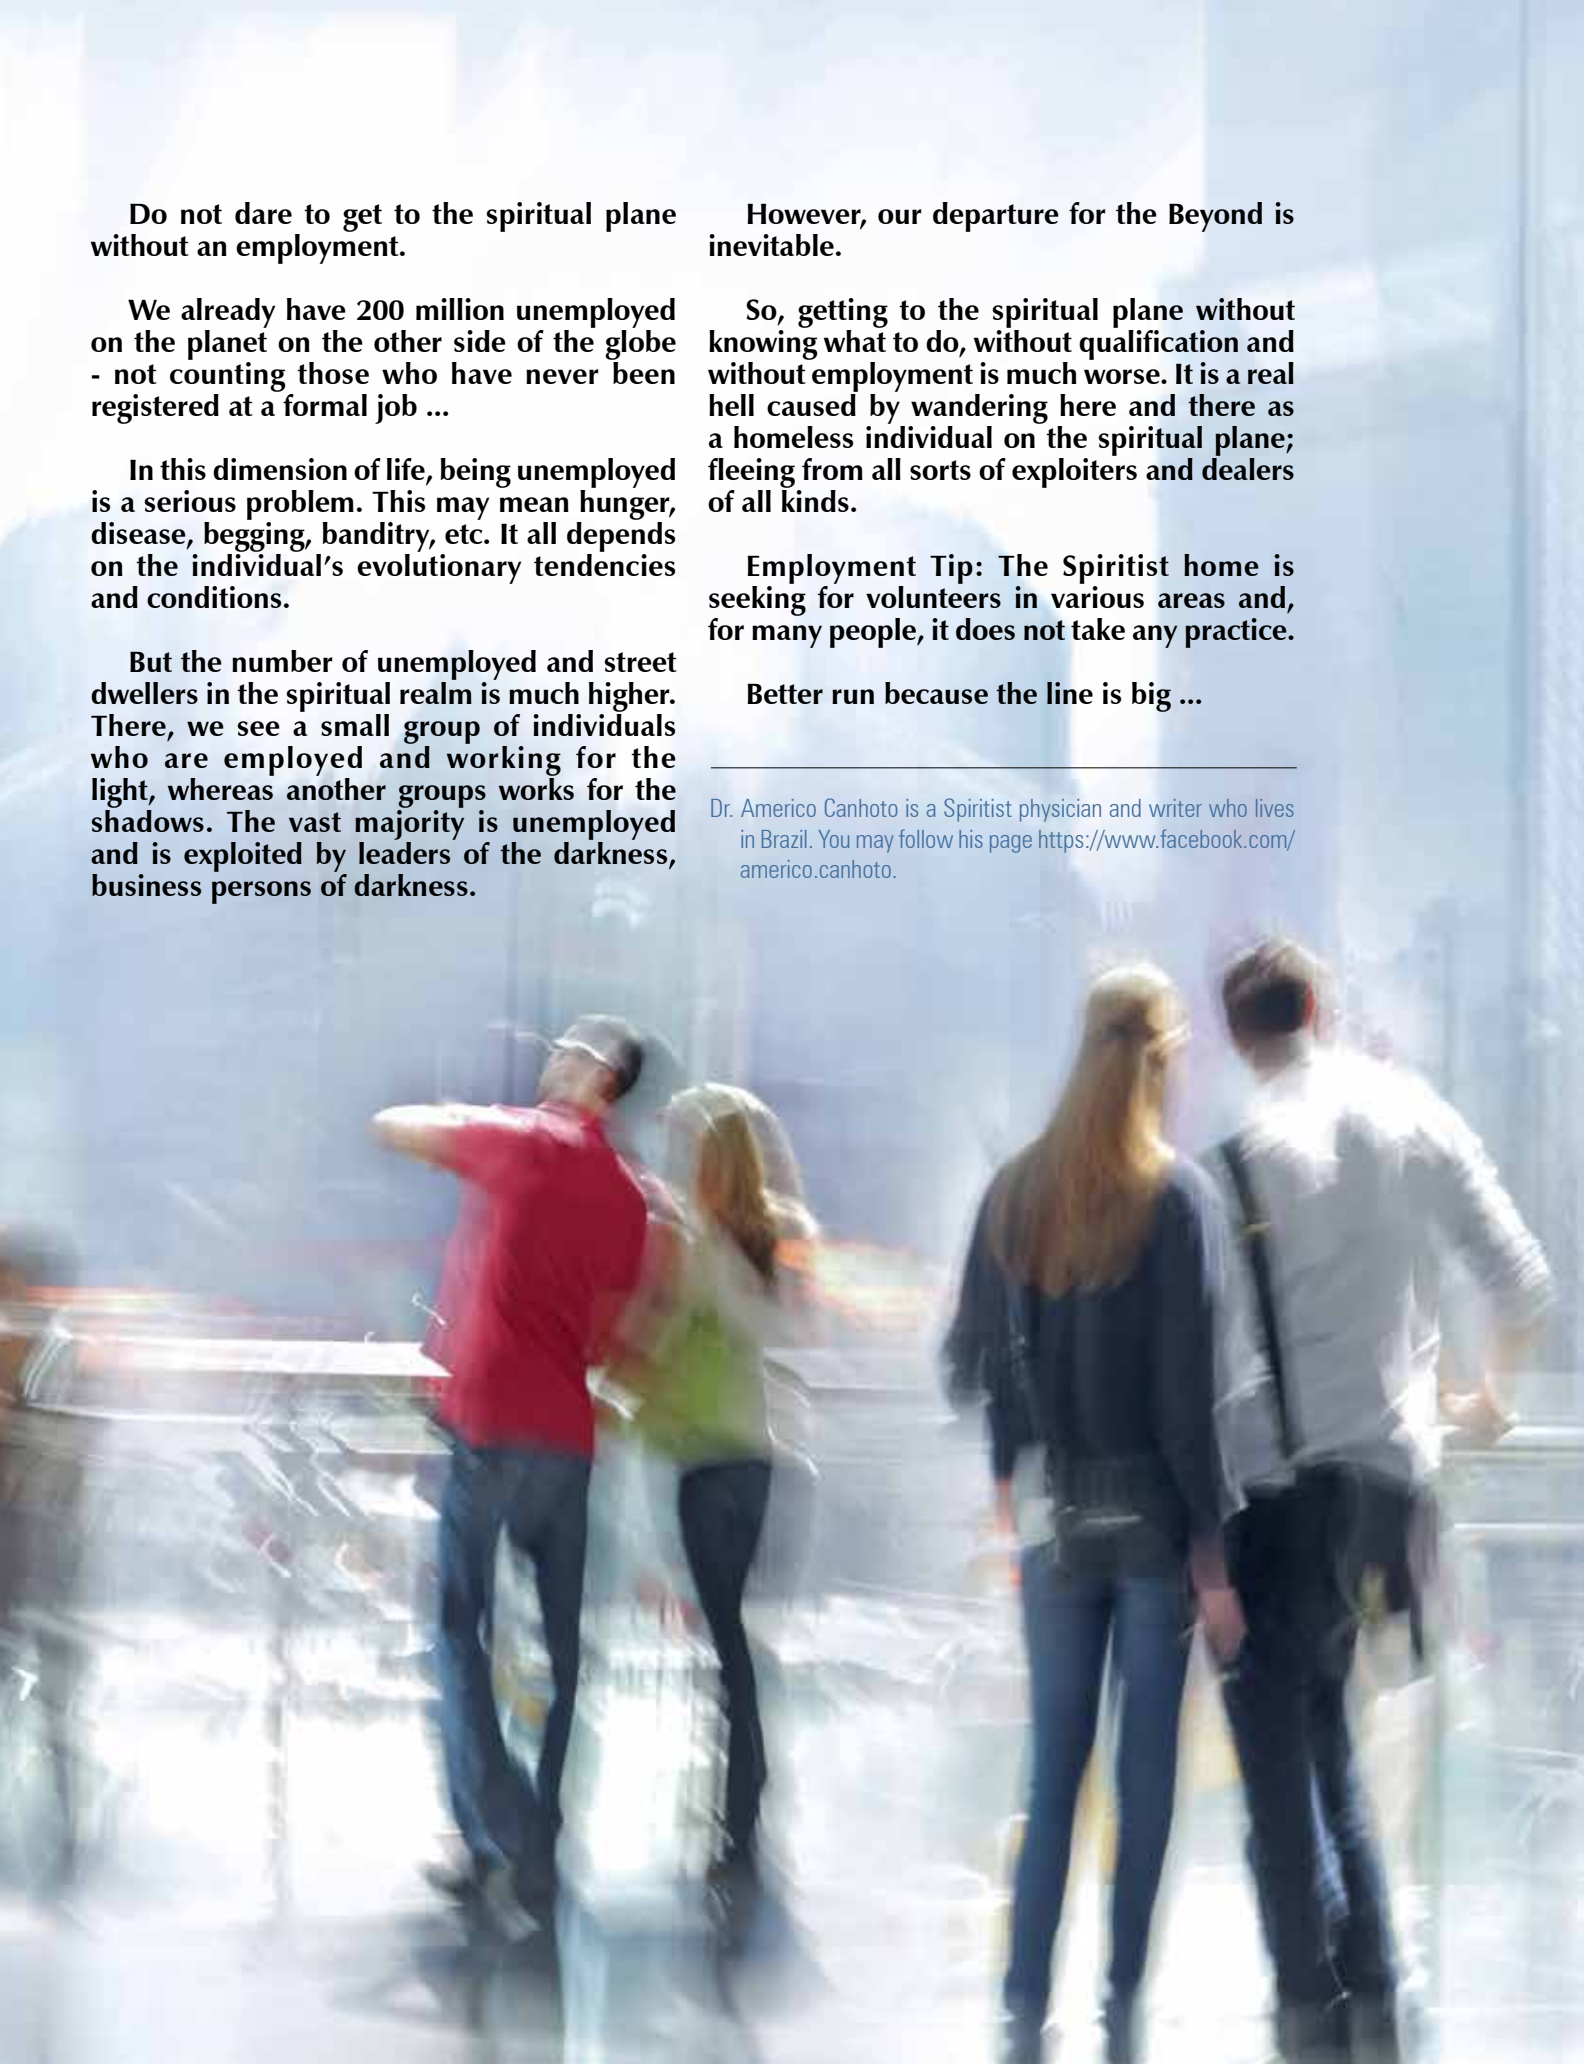 Do not dare to get to the spiritual plane
without an employment.
We already have 200 million unemployed
on the planet on the other side of the globe
- not counting those who have never been
registered at a formal job ...
In this dimension of life, being unemployed
is a serious problem. This may mean hunger,
disease, begging, banditry, etc. It all depends
on the individual’s evolutionary tendencies
and conditions.
But the number of unemployed and street
dwellers in the spiritual realm is much higher.
There, we see a small group of individuals
who are employed and working for the
light, whereas another groups works for the
shadows. The vast majority is unemployed
and is exploited by leaders of the darkness,
business persons of darkness.
However, our departure for the Beyond is
inevitable.
So, getting to the spiritual plane without
knowing what to do, without qualification and
without employment is much worse. It is a real
hell caused by wandering here and there as
a homeless individual on the spiritual plane;
fleeing from all sorts of exploiters and dealers
of all kinds.
Employment Tip: The Spiritist home is
seeking for volunteers in various areas and,
for many people, it does not take any practice.
Better run because the line is big ...
Dr. Americo Canhoto is a Spiritist physician and writer who lives
in Brazil. You may follow his page https://www.facebook.com/
americo.canhoto.